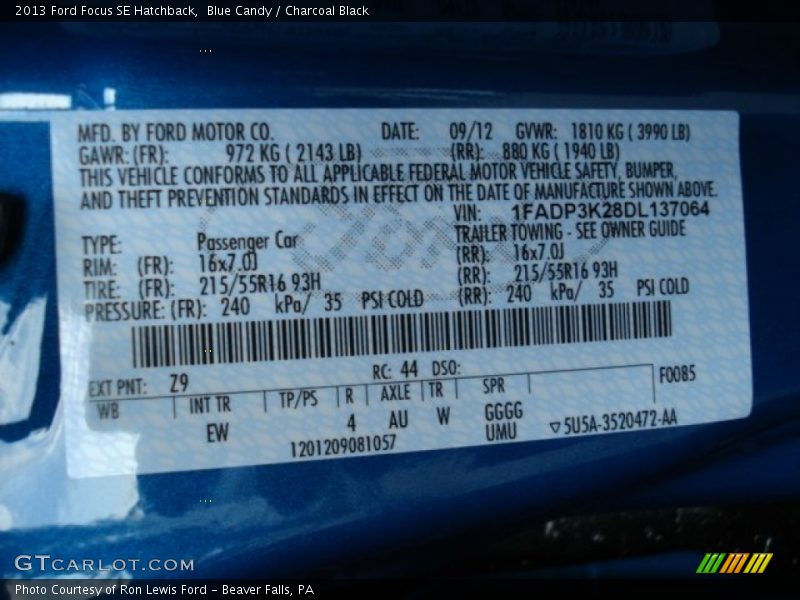 2013 Ford Focus SE Hatchback,  Blue Candy / Charcoal Black
MFD. BY FORD MOTOR CO. DATE: 09/12 GVWR: 1810 KG ( 3990 LB)
GAWR: (FR): 972 KG ( 2143 LB) (RR): 880 KG ( 1940 LB)
THIS VEHICLE CONFORMS TO ALL APPLICABLE FEDERAL MOTOR VEHICLE SAFETY, BUMPER,
AND THEFT PREVENTION STANDARDS IN EFFECT ON THE DATE OF MANUFACTURE SHOWN ABOVE.
VIN: 1FADP3K28DL137064
TYPE: Passenger Car TRAILER TOWING - SEE OWNER GUIDE
RIM: (FR): 16x7.0J (RR): 16x7.0J
TIRE: (FR): 215/55R16 93H (RR): 215/55R16 93H
PRESSURE: (FR): 240 kPa/ 35 PSI COLD (RR): 240 kPa/ 35 PSI COLD
EXT PNT: Z9 RC: 44 DSO: F0085
WB INT TR TP/PS R AXLE TR SPR
EW 4 AU W GGGG
UMU
1201209081057 ▽5U5A-3520472-AA
GTCARLOT.COM
Photo Courtesy of Ron Lewis Ford – Beaver Falls, PA